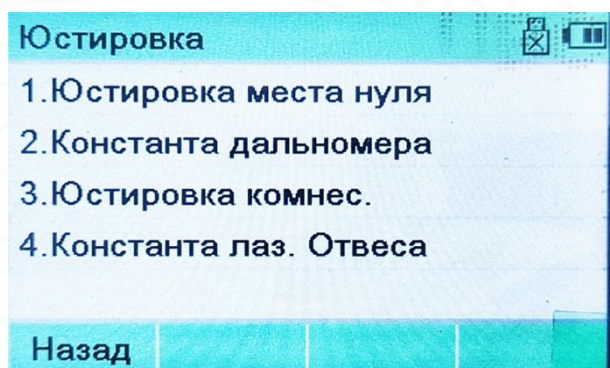 Юстировка
1.Юстировка места нуля
2.Константа дальномера
3.Юстировка комнес.
4.Константа лаз. Отвеса
Назад